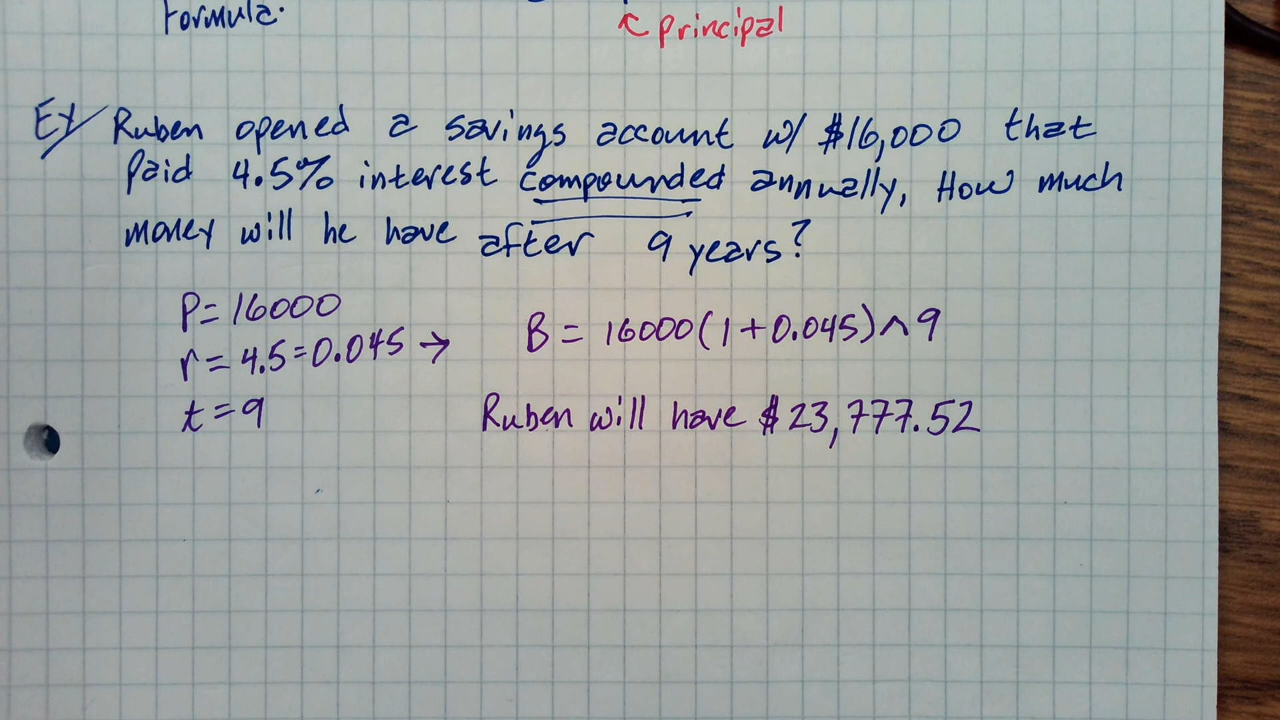 Formula.
↖ principal
Ex Ruben opened a savings account w/ $16,000 that
paid 4.5% interest compounded annually, How much
money will he have after 9 years?
P=16000
r=4.5=0.045 → B = 16000(1+0.045)^9
t=9
Ruben will have $23,777.52